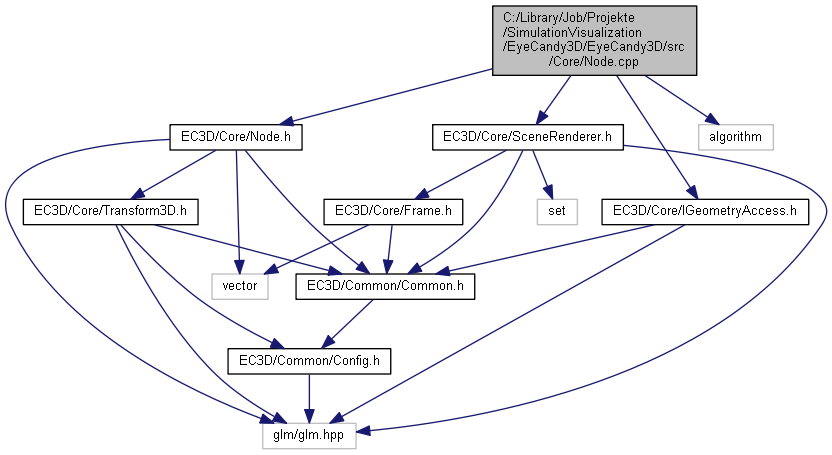 C:/Library/Job/Projekte
/SimulationVisualization
/EyeCandy3D/EyeCandy3D/src
/Core/Node.cpp
EC3D/Core/Node.h
EC3D/Core/SceneRenderer.h
algorithm
EC3D/Core/Transform3D.h
EC3D/Core/Frame.h
set
EC3D/Core/IGeometryAccess.h
vector
EC3D/Common/Common.h
EC3D/Common/Config.h
glm/glm.hpp